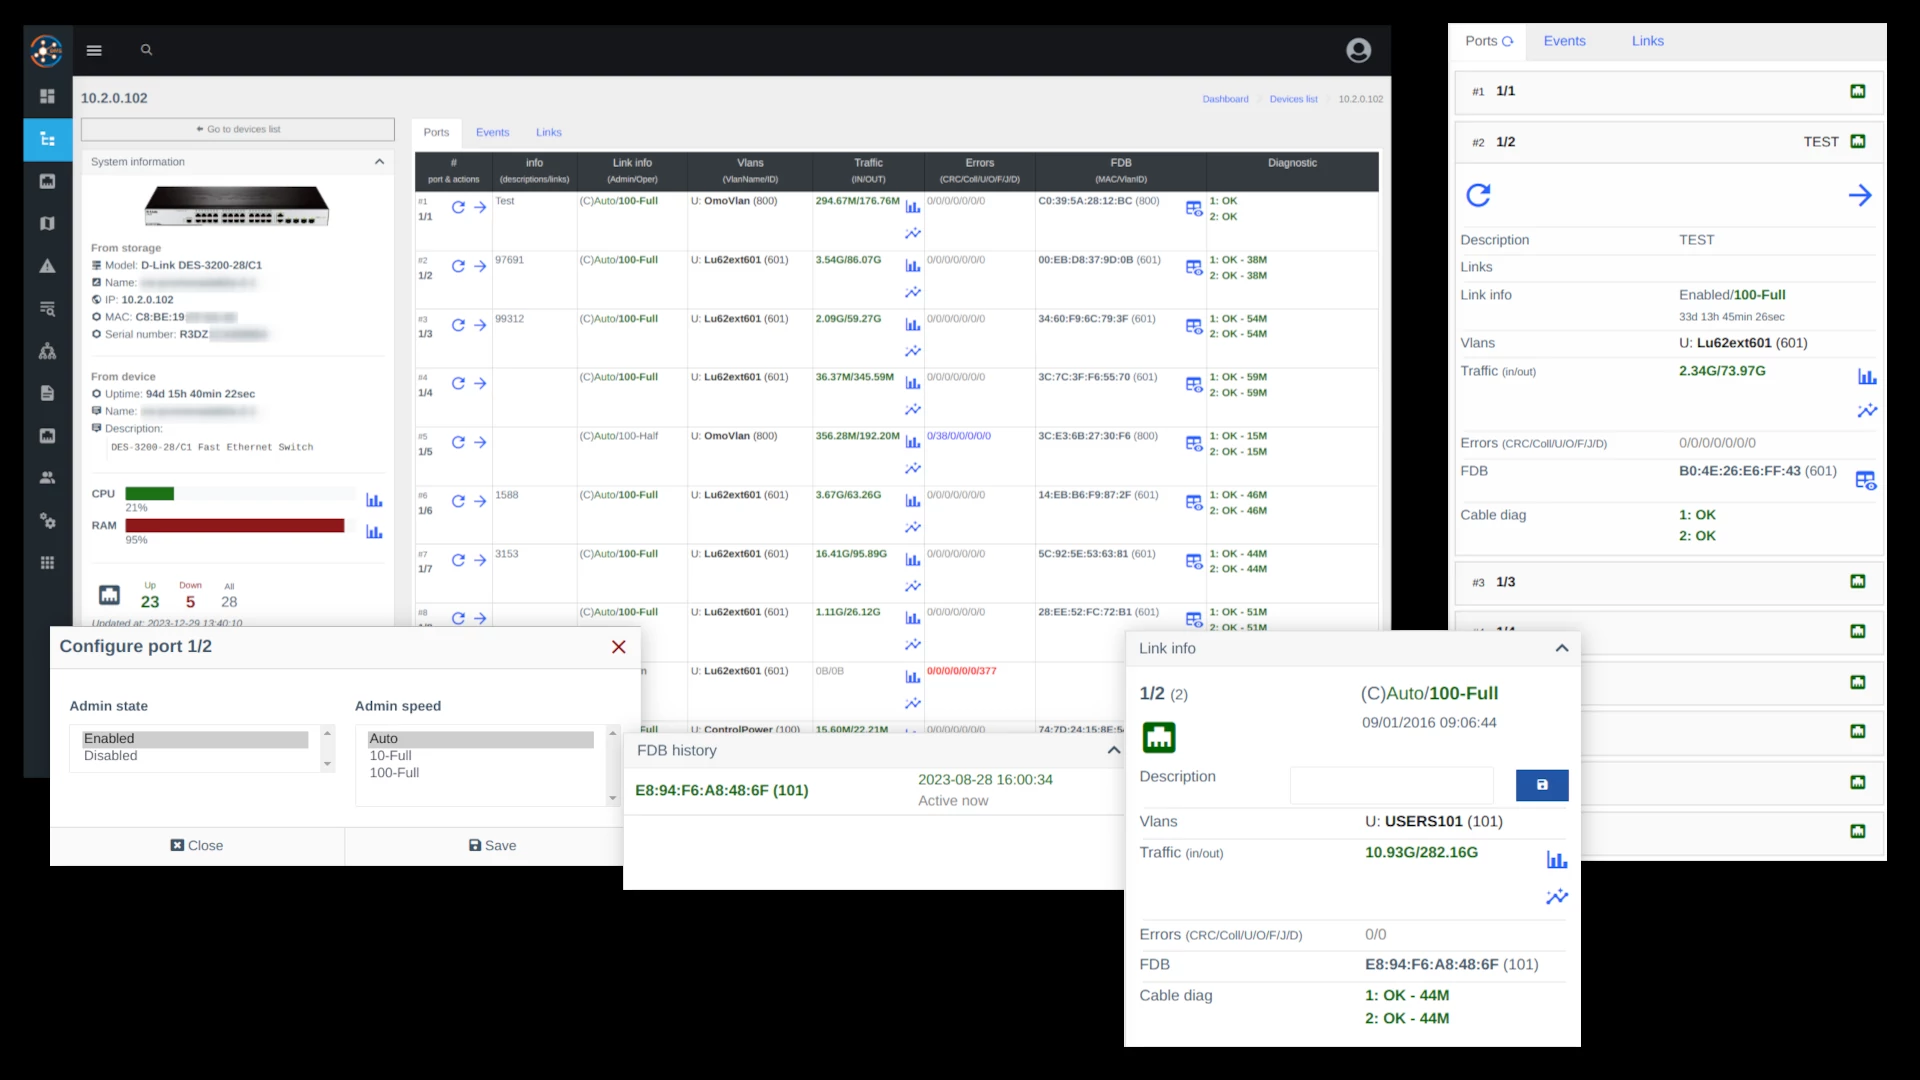 10.2.0.102
Dashboard
Devices list
10.2.0.102
Go to devices list
System information
From storage
Model: D-Link DES-3200-28/C1
Name:
IP: 10.2.0.102
MAC: C8:BE:19
Serial number: R3DZ
From device
Uptime: 94d 15h 40min 22sec
Name:
Description:
DES-3200-28/C1 Fast Ethernet Switch
CPU
21%
RAM
95%
Up Down All
23 5 28
Updated at: 2023-12-29 13:40:10
Ports Events Links
# info Link info Vlans Traffic Errors FDB Diagnostic
port & actions (descriptions/links) (Admin/Oper) (VlanName/ID) (IN/OUT) (CRC/Coll/U/O/F/J/D) (MAC/VlanID)
#1 Test (C)Auto/100-Full U: OmoVlan (800) 294.67M/176.76M 0/0/0/0/0/0/0 C0:39:5A:28:12:BC (800) 1: OK
1/1 2: OK
#2 97691 (C)Auto/100-Full U: Lu62ext601 (601) 3.54G/86.07G 0/0/0/0/0/0/0 00:EB:D8:37:9D:0B (601) 1: OK - 38M
1/2 2: OK - 38M
#3 99312 (C)Auto/100-Full U: Lu62ext601 (601) 2.09G/59.27G 0/0/0/0/0/0/0 34:60:F9:6C:79:3F (601) 1: OK - 54M
1/3 2: OK - 54M
#4 (C)Auto/100-Full U: Lu62ext601 (601) 36.37M/345.59M 0/0/0/0/0/0/0 3C:7C:3F:F6:55:70 (601) 1: OK - 59M
1/4 2: OK - 59M
#5 (C)Auto/100-Half U: OmoVlan (800) 356.28M/192.20M 0/38/0/0/0/0/0 3C:E3:6B:27:30:F6 (800) 1: OK - 15M
1/5 2: OK - 15M
#6 1588 (C)Auto/100-Full U: Lu62ext601 (601) 3.67G/63.26G 0/0/0/0/0/0/0 14:EB:B6:F9:87:2F (601) 1: OK - 46M
1/6 2: OK - 46M
#7 3153 (C)Auto/100-Full U: Lu62ext601 (601) 16.41G/95.89G 0/0/0/0/0/0/0 5C:92:5E:53:63:81 (601) 1: OK - 44M
1/7 2: OK - 44M
#8 (C)Auto/100-Full U: Lu62ext601 (601) 1.11G/26.12G 0/0/0/0/0/0/0 28:EE:52:FC:72:B1 (601) 1: OK - 51M
2: OK - 51M
U: Lu62ext601 (601) 0B/0B 0/0/0/0/0/0/377
Full U: ControlPower (100) 15.60M/22.21M 0/0/0/0/0/0/0 74:7D:24:15:8E:5
Configure port 1/2
Admin state
Enabled
Disabled
Admin speed
Auto
10-Full
100-Full
Close
Save
FDB history
E8:94:F6:A8:48:6F (101)
2023-08-28 16:00:34
Active now
Link info
1/2 (2)
(C)Auto/100-Full
09/01/2016 09:06:44
Description
Vlans U: USERS101 (101)
Traffic (in/out) 10.93G/282.16G
Errors (CRC/Coll/U/O/F/J/D) 0/0
FDB E8:94:F6:A8:48:6F (101)
Cable diag 1: OK - 44M
2: OK - 44M
Ports Events Links
#1 1/1
#2 1/2 TEST
Description TEST
Links
Link info Enabled/100-Full
33d 13h 45min 26sec
Vlans U: Lu62ext601 (601)
Traffic (in/out) 2.34G/73.97G
Errors (CRC/Coll/U/O/F/J/D) 0/0/0/0/0/0/0
FDB B0:4E:26:E6:FF:43 (601)
Cable diag 1: OK
2: OK
#3 1/3
1/4